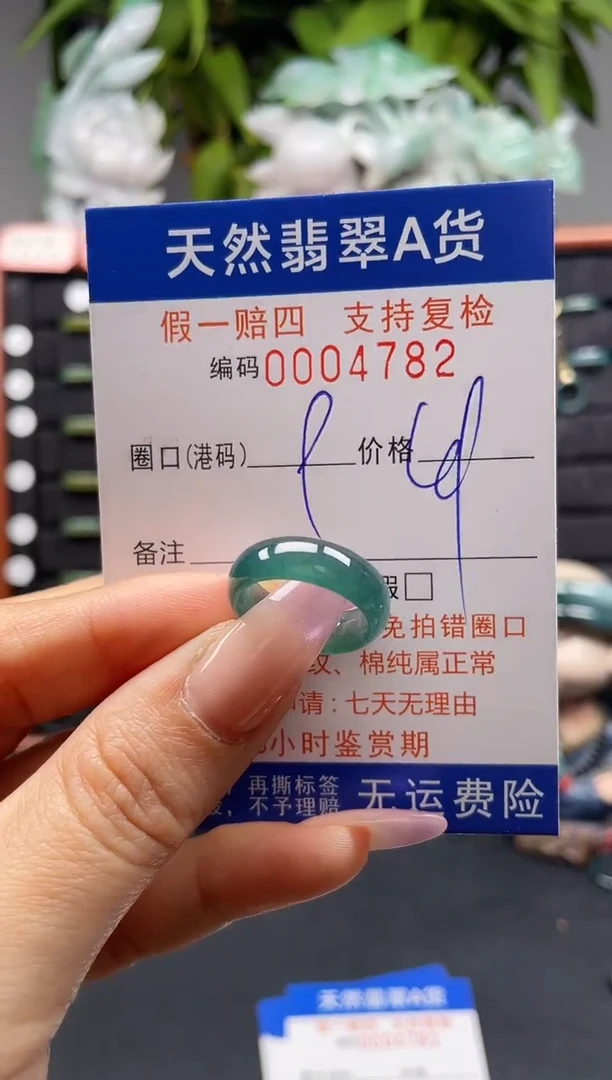 天然翡翠A货
假一赔四 支持复检
编码0004782
圈口(港码) 价格
备注
假□
免拍错圈口
纹、棉纯属正常
申请：七天无理由
小时鉴赏期
再撕标签
，不予理赔 无运费险
天然翡翠A货
0004781